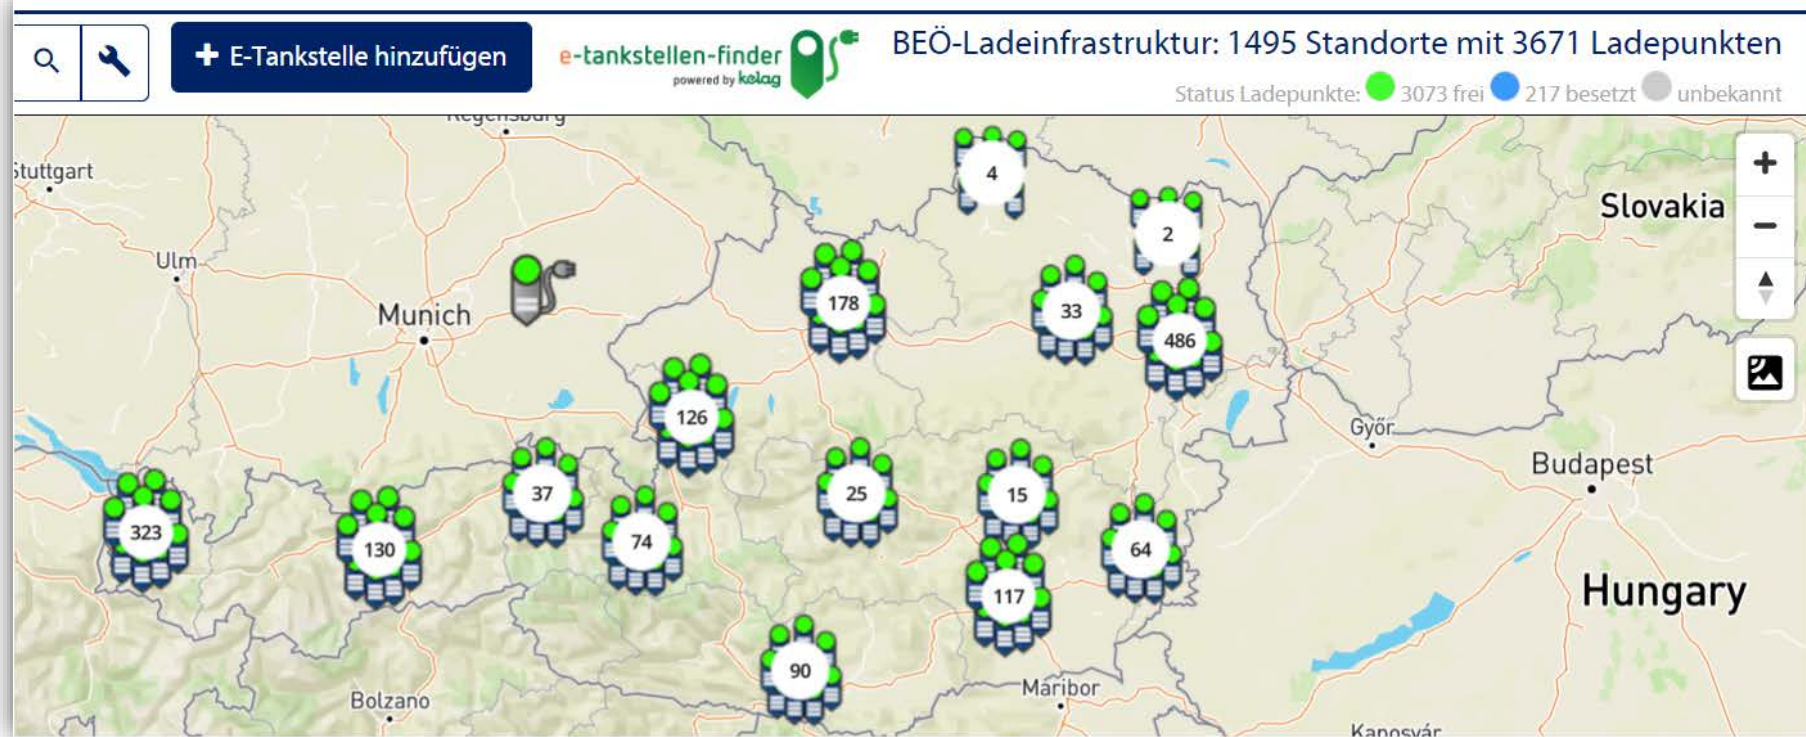 + E-Tankstelle hinzufügen
e-tankstellen-finder
powered by kelag
BEÖ-Ladeinfrastruktur: 1495 Standorte mit 3671 Ladepunkten
Status Ladepunkte: 3073 frei 217 besetzt unbekannt
Regensburg
Stuttgart
4
Slovakia
2
Ulm
178
33
Munich
486
126
Győr
Budapest
37
25
15
323
130
74
64
117
Hungary
90
Maribor
Bolzano
Kaposvár
+
−